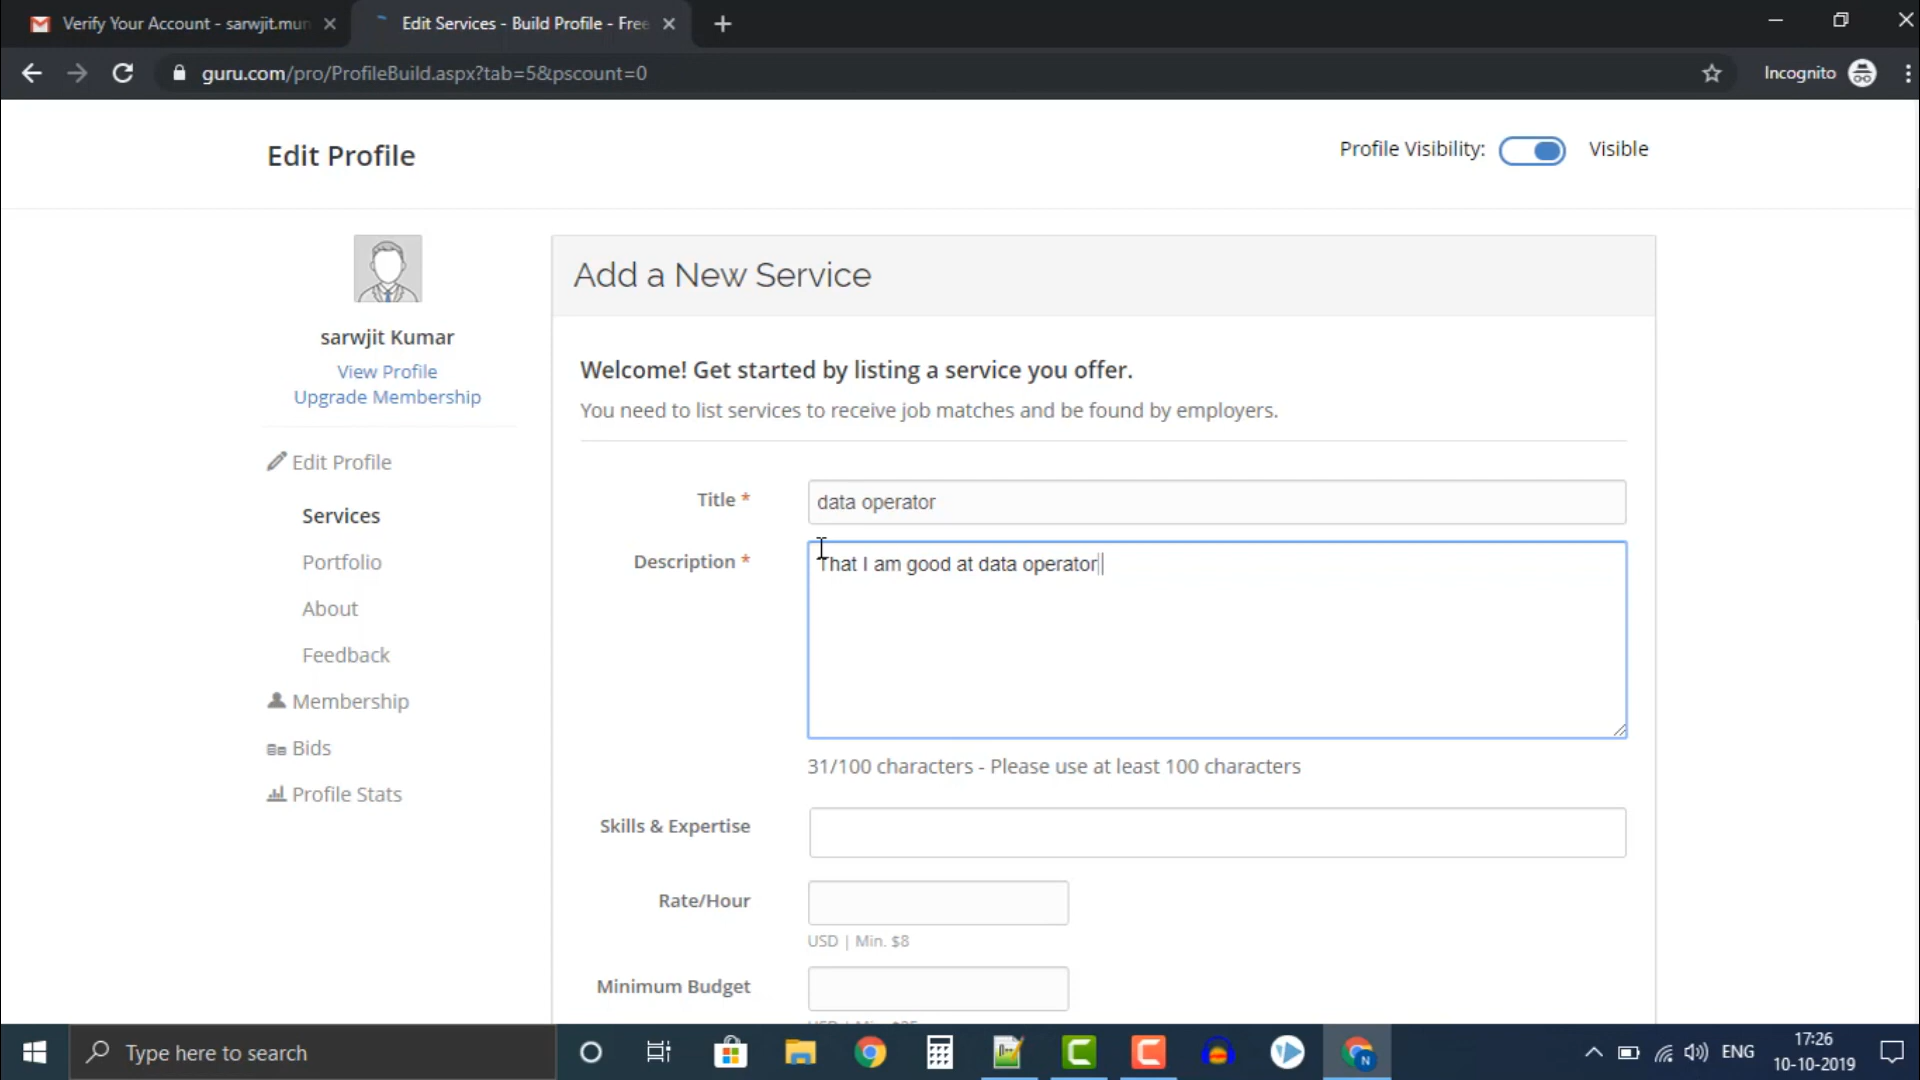 Verify Your Account - sarwjit.mun
Edit Services - Build Profile - Free
guru.com/pro/ProfileBuild.aspx?tab=5&pscount=0
Incognito
Edit Profile
Profile Visibility:
Visible
sarwjit Kumar
View Profile
Upgrade Membership
Edit Profile
Services
Portfolio
About
Feedback
Membership
Bids
Profile Stats
Add a New Service
Welcome! Get started by listing a service you offer.
You need to list services to receive job matches and be found by employers.
Title *
data operator
Description *
That I am good at data operator
31/100 characters - Please use at least 100 characters
Skills & Expertise
Rate/Hour
USD | Min. $8
Minimum Budget
Type here to search
ENG
17:26
10-10-2019